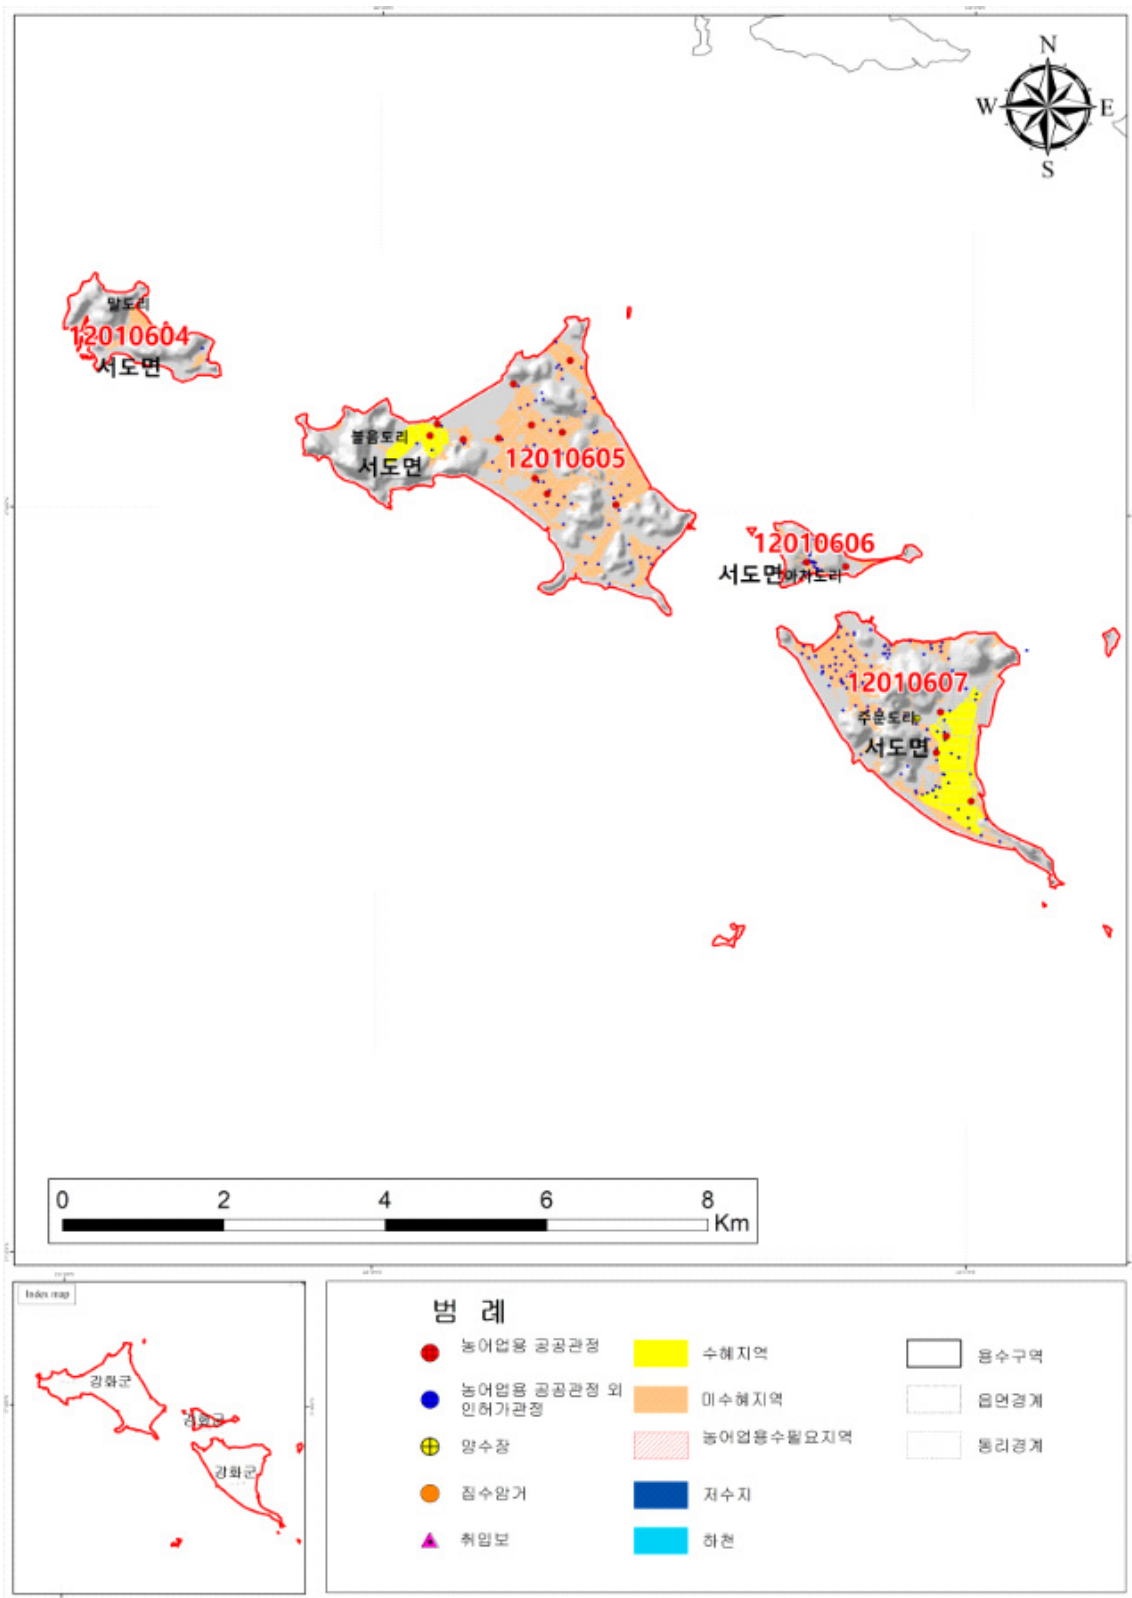 N
W E
S
말도리
12010604
서도면
볼음도리
서도면
12010605
12010606
서도면 아차도리
12010607
주문도리
서도면
0 2 4 6 8
Km
Index map
강화군
강화군
강화군
범 례
농어업용 공공관정
농어업용 공공관정 외
인허가관정
양수장
집수암거
취입보
수혜지역
미수혜지역
농어업용수필요지역
저수지
하천
용수구역
읍면경계
동리경계